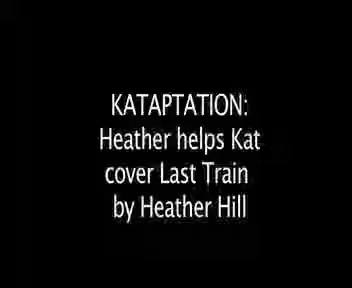 KATAPTATION:
Heather helps Kat
cover Last Train
by Heather Hill